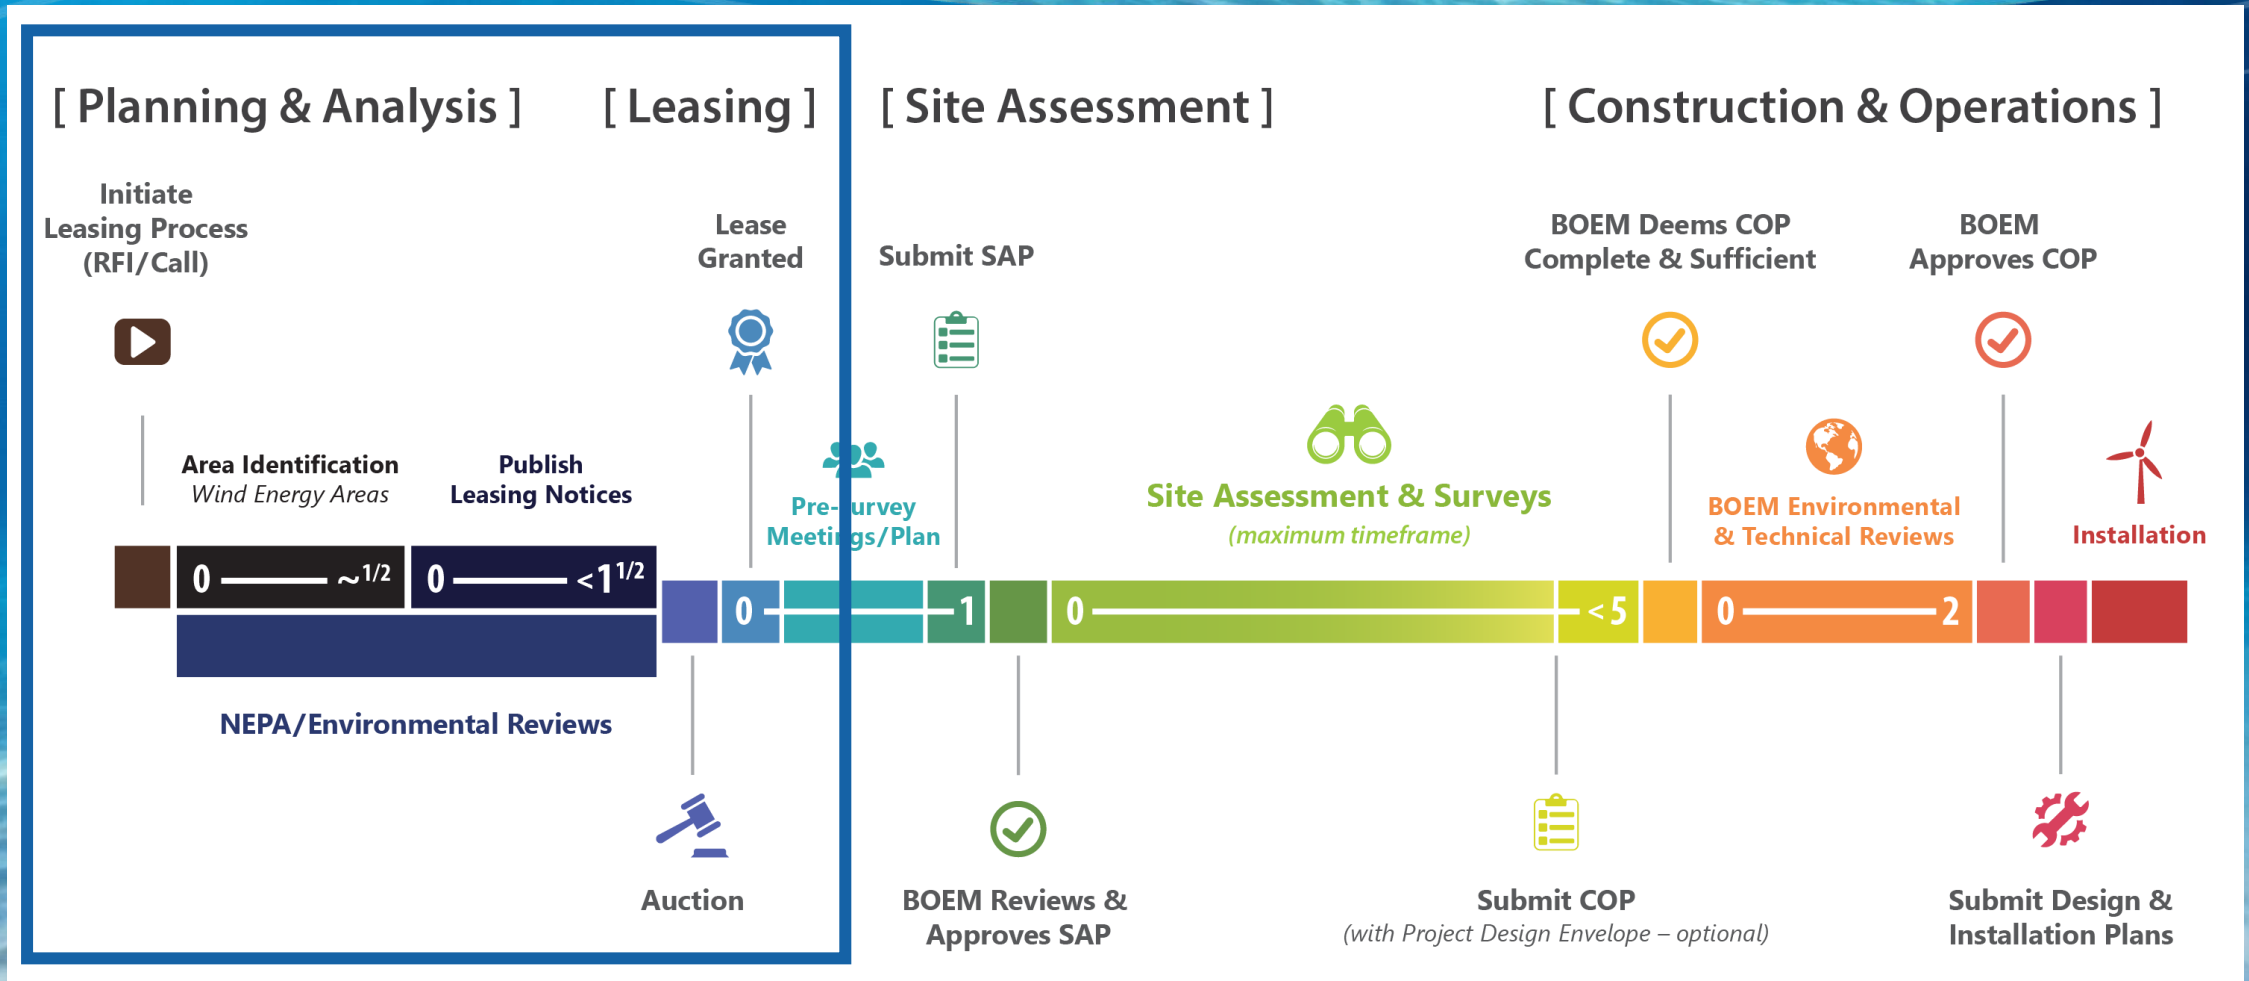 [ Planning & Analysis ]
[ Leasing ]
[ Site Assessment ]
[ Construction & Operations ]
Initiate
Leasing Process
(RFI/Call)
Lease
Granted
Submit SAP
BOEM Deems COP
Complete & Sufficient
BOEM
Approves COP
Area Identification
Wind Energy Areas
Publish
Leasing Notices
Pre-survey
Meetings/Plan
Site Assessment & Surveys
(maximum timeframe)
BOEM Environmental
& Technical Reviews
Installation
0 ~1/2
0 <1 1/2
0 1
0 <5
0 2
NEPA/Environmental Reviews
Auction
BOEM Reviews &
Approves SAP
Submit COP
(with Project Design Envelope – optional)
Submit Design &
Installation Plans